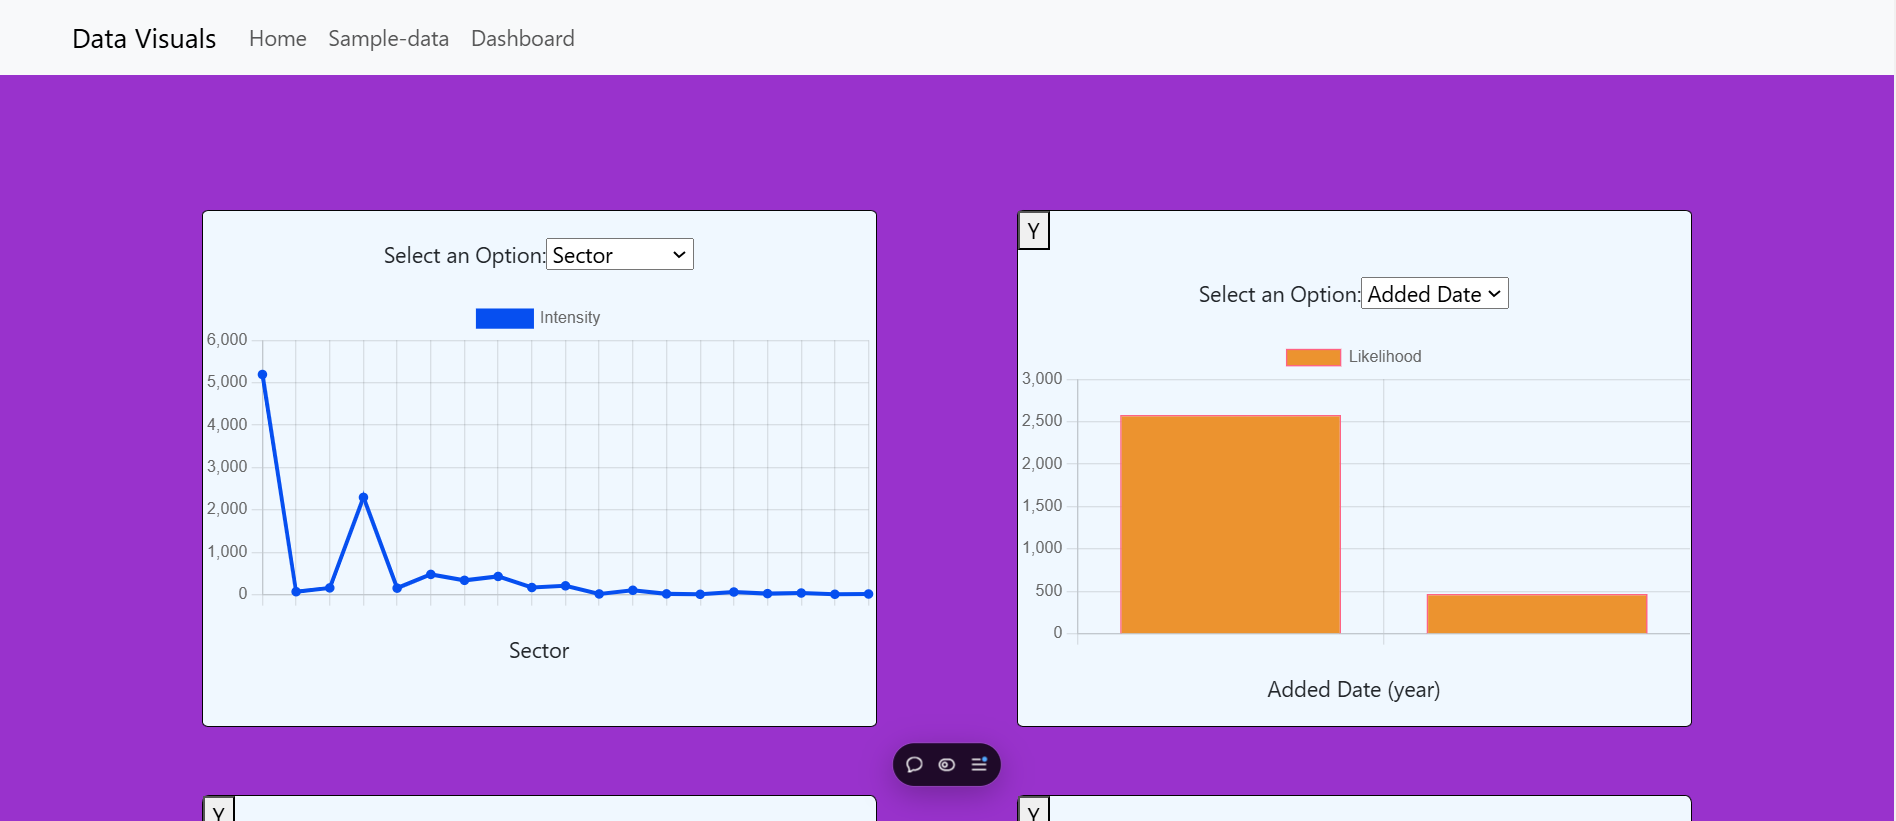 Data Visuals Home Sample-data Dashboard
Select an Option: Sector
Intensity
6,000
5,000
4,000
3,000
2,000
1,000
0
Sector
Y
Select an Option: Added Date
Likelihood
3,000
2,500
2,000
1,500
1,000
500
0
Added Date (year)
Y
Y